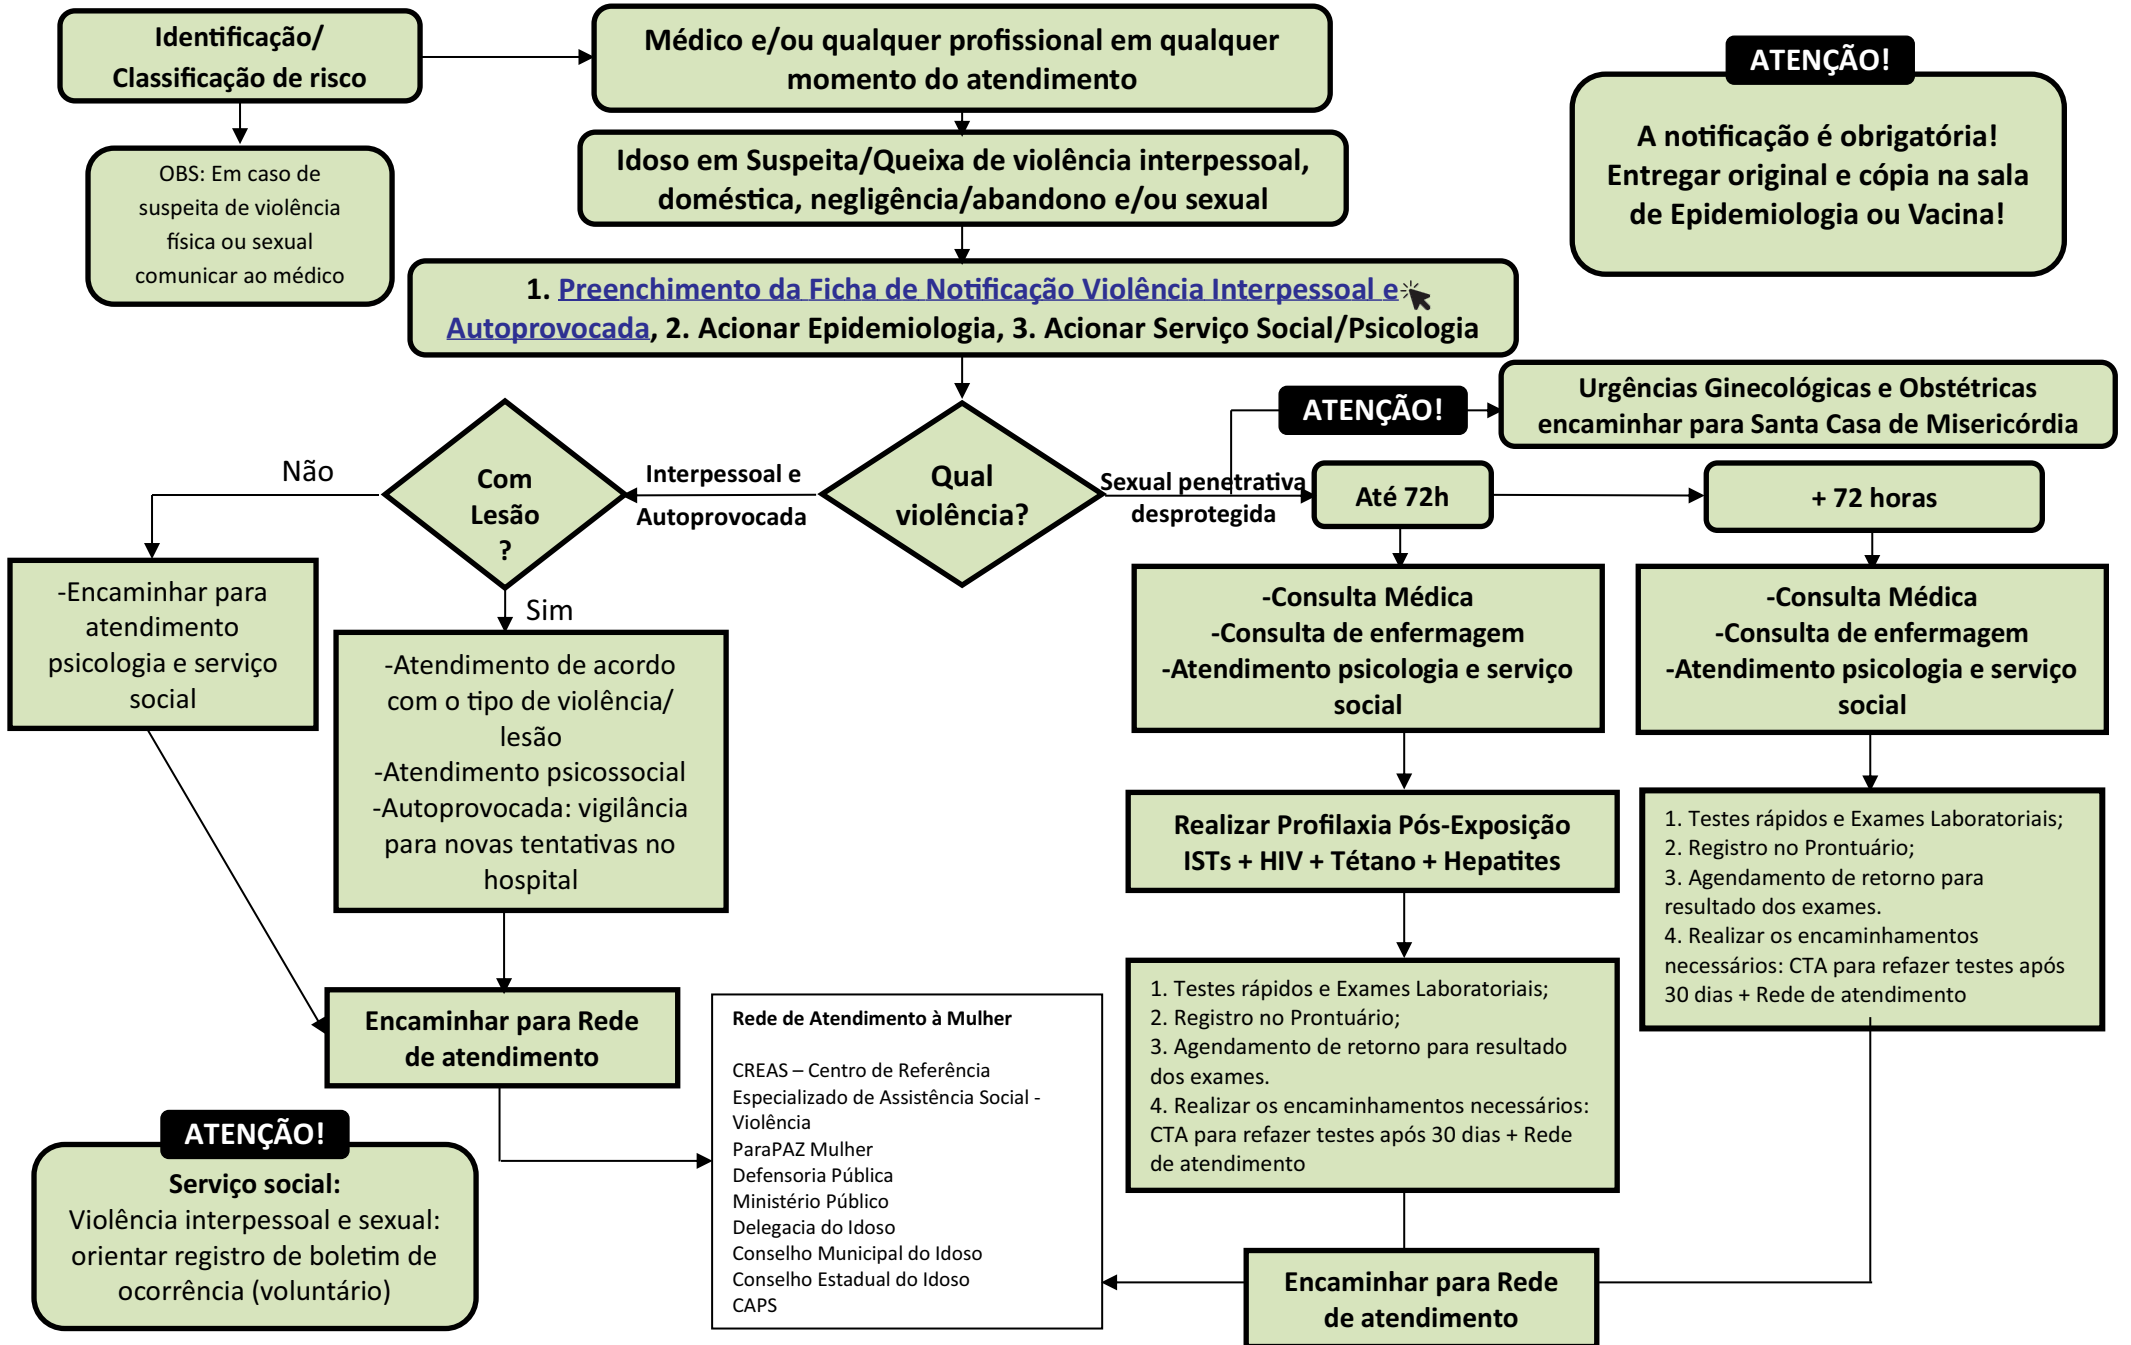 Identificação/
Classificação de risco
Médico e/ou qualquer profissional em qualquer
momento do atendimento
ATENÇÃO!
A notificação é obrigatória!
Entregar original e cópia na sala
de Epidemiologia ou Vacina!
OBS: Em caso de
suspeita de violência
física ou sexual
comunicar ao médico
Idoso em Suspeita/Queixa de violência interpessoal,
doméstica, negligência/abandono e/ou sexual
1. Preenchimento da Ficha de Notificação Violência Interpessoal e
Autoprovocada, 2. Acionar Epidemiologia, 3. Acionar Serviço Social/Psicologia
ATENÇÃO!
Urgências Ginecológicas e Obstétricas
encaminhar para Santa Casa de Misericórdia
Qual
violência?
Interpessoal e
Autoprovocada
Com
Lesão
?
Não
Sim
Sexual penetrativa
desprotegida
Até 72h
+ 72 horas
-Encaminhar para
atendimento
psicologia e serviço
social
-Atendimento de acordo
com o tipo de violência/
lesão
-Atendimento psicossocial
-Autoprovocada: vigilância
para novas tentativas no
hospital
-Consulta Médica
-Consulta de enfermagem
-Atendimento psicologia e serviço
social
-Consulta Médica
-Consulta de enfermagem
-Atendimento psicologia e serviço
social
Realizar Profilaxia Pós-Exposição
ISTs + HIV + Tétano + Hepatites
1. Testes rápidos e Exames Laboratoriais;
2. Registro no Prontuário;
3. Agendamento de retorno para
resultado dos exames.
4. Realizar os encaminhamentos
necessários: CTA para refazer testes após
30 dias + Rede de atendimento
1. Testes rápidos e Exames Laboratoriais;
2. Registro no Prontuário;
3. Agendamento de retorno para resultado
dos exames.
4. Realizar os encaminhamentos necessários:
CTA para refazer testes após 30 dias + Rede
de atendimento
Encaminhar para Rede
de atendimento
Rede de Atendimento à Mulher
CREAS – Centro de Referência
Especializado de Assistência Social -
Violência
ParaPAZ Mulher
Defensoria Pública
Ministério Público
Delegacia do Idoso
Conselho Municipal do Idoso
Conselho Estadual do Idoso
CAPS
Encaminhar para Rede
de atendimento
ATENÇÃO!
Serviço social:
Violência interpessoal e sexual:
orientar registro de boletim de
ocorrência (voluntário)